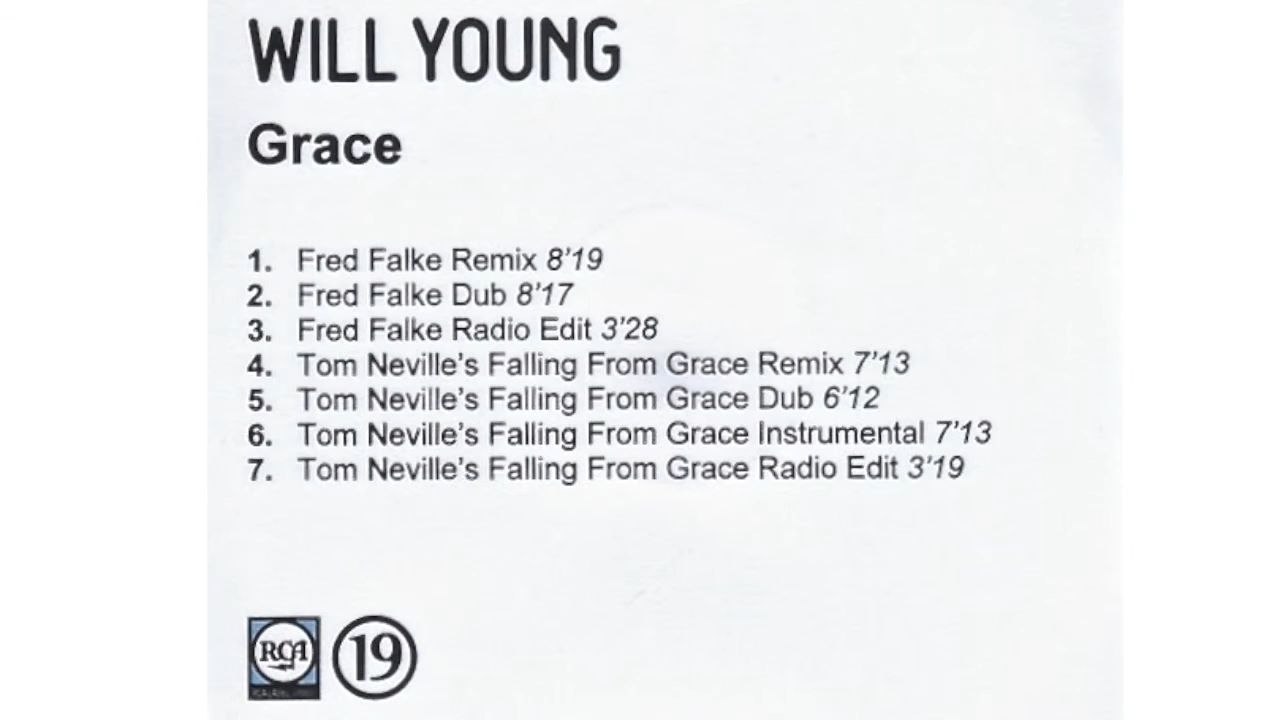 WILL YOUNG
Grace
1. Fred Falke Remix 8’19
2. Fred Falke Dub 8’17
3. Fred Falke Radio Edit 3’28
4. Tom Neville’s Falling From Grace Remix 7’13
5. Tom Neville’s Falling From Grace Dub 6’12
6. Tom Neville’s Falling From Grace Instrumental 7’13
7. Tom Neville’s Falling From Grace Radio Edit 3’19
RCA 19